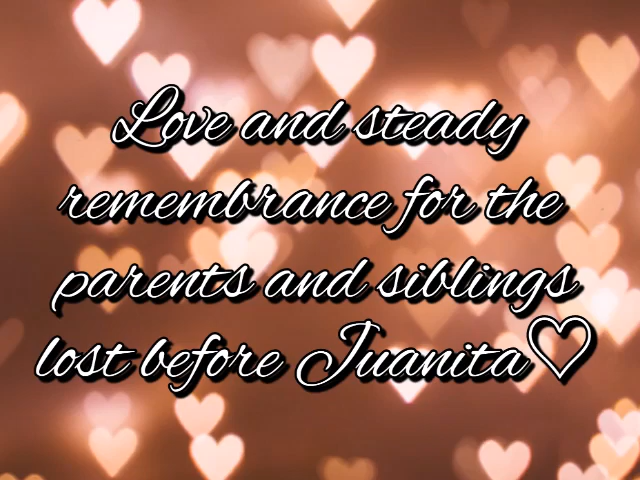 Love and steady
remembrance for the
parents and siblings
lost before Juanita♡